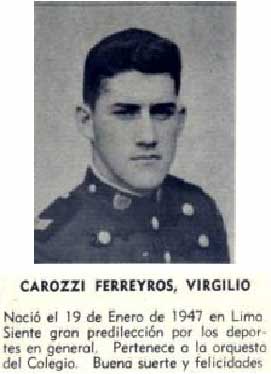 CAROZZI FERREYROS, VIRGILIO
Nació el 19 de Enero de 1947 en Lima
Siente gran predilección por los depor-
tes en general. Pertenece a la orquesta
del Colegio. Buena suerte y felicidades